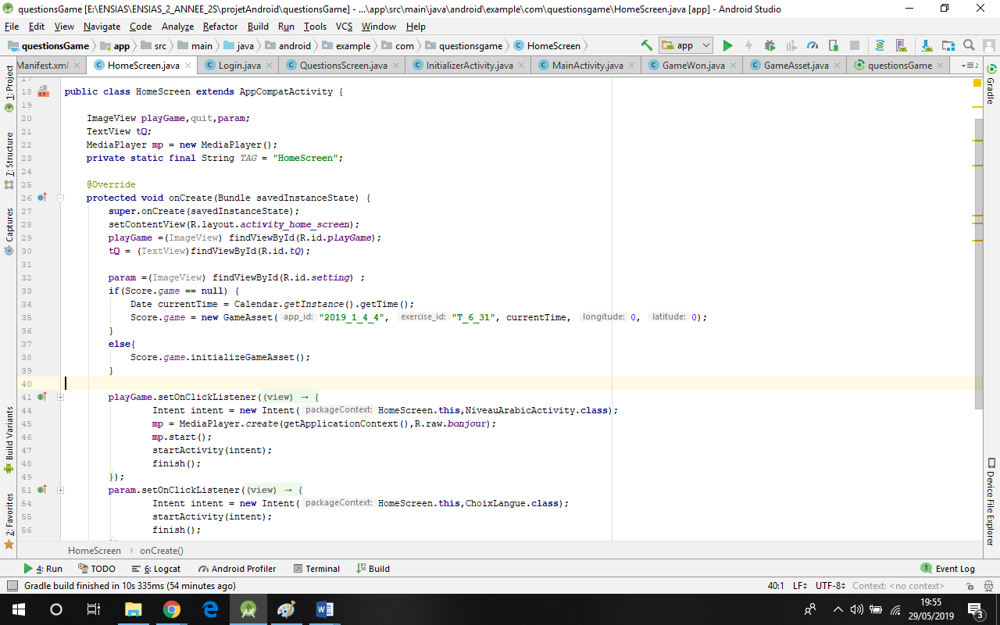 questionsGame [E:\ENSIAS\ENSIAS_2_ANNEE_2S\projetAndroid\questionsGame] - ...\app\src\main\java\android\example\com\questionsgame\HomeScreen.java [app] - Android Studio
File Edit View Navigate Code Analyze Refactor Build Run Tools VCS Window Help
questionsGame app src main java android example com questionsgame HomeScreen app
Manifest.xml HomeScreen.java Login.java QuestionsScreen.java InitializerActivity.java MainActivity.java GameWon.java GameAsset.java questionsGame 2
1: Project
7: Structure
Captures
Build Variants
2: Favorites
Gradle
Device File Explorer
17
18 public class HomeScreen extends AppCompatActivity {
19
20 ImageView playGame,quit,param;
21 TextView tQ;
22 MediaPlayer mp = new MediaPlayer();
23 private static final String TAG = "HomeScreen";
24
25 @Override
26 protected void onCreate(Bundle savedInstanceState) {
27 super.onCreate(savedInstanceState);
28 setContentView(R.layout.activity_home_screen);
29 playGame =(ImageView) findViewById(R.id.playGame);
30 tQ = (TextView)findViewById(R.id.tQ);
31
32 param =(ImageView) findViewById(R.id.setting) ;
33 if(Score.game == null) {
34 Date currentTime = Calendar.getInstance().getTime();
35 Score.game = new GameAsset( app_id: "2019_1_4_4", exercise_id: "T_6_31", currentTime, longitude: 0, latitude: 0);
36 }
37 else{
38 Score.game.initializeGameAsset();
39 }
40
41 playGame.setOnClickListener((view) → {
44 Intent intent = new Intent( packageContext: HomeScreen.this,NiveauArabicActivity.class);
45 mp = MediaPlayer.create(getApplicationContext(),R.raw.bonjour);
46 mp.start();
47 startActivity(intent);
48 finish();
49 });
51 param.setOnClickListener((view) → {
54 Intent intent = new Intent( packageContext: HomeScreen.this,ChoixLangue.class);
55 startActivity(intent);
56 finish();
HomeScreen onCreate()
4: Run TODO 6: Logcat Android Profiler Terminal Build 1 Event Log
Gradle build finished in 10s 335ms (54 minutes ago) 40:1 LF UTF-8 Context: <no context>
19:55
29/05/2019
3